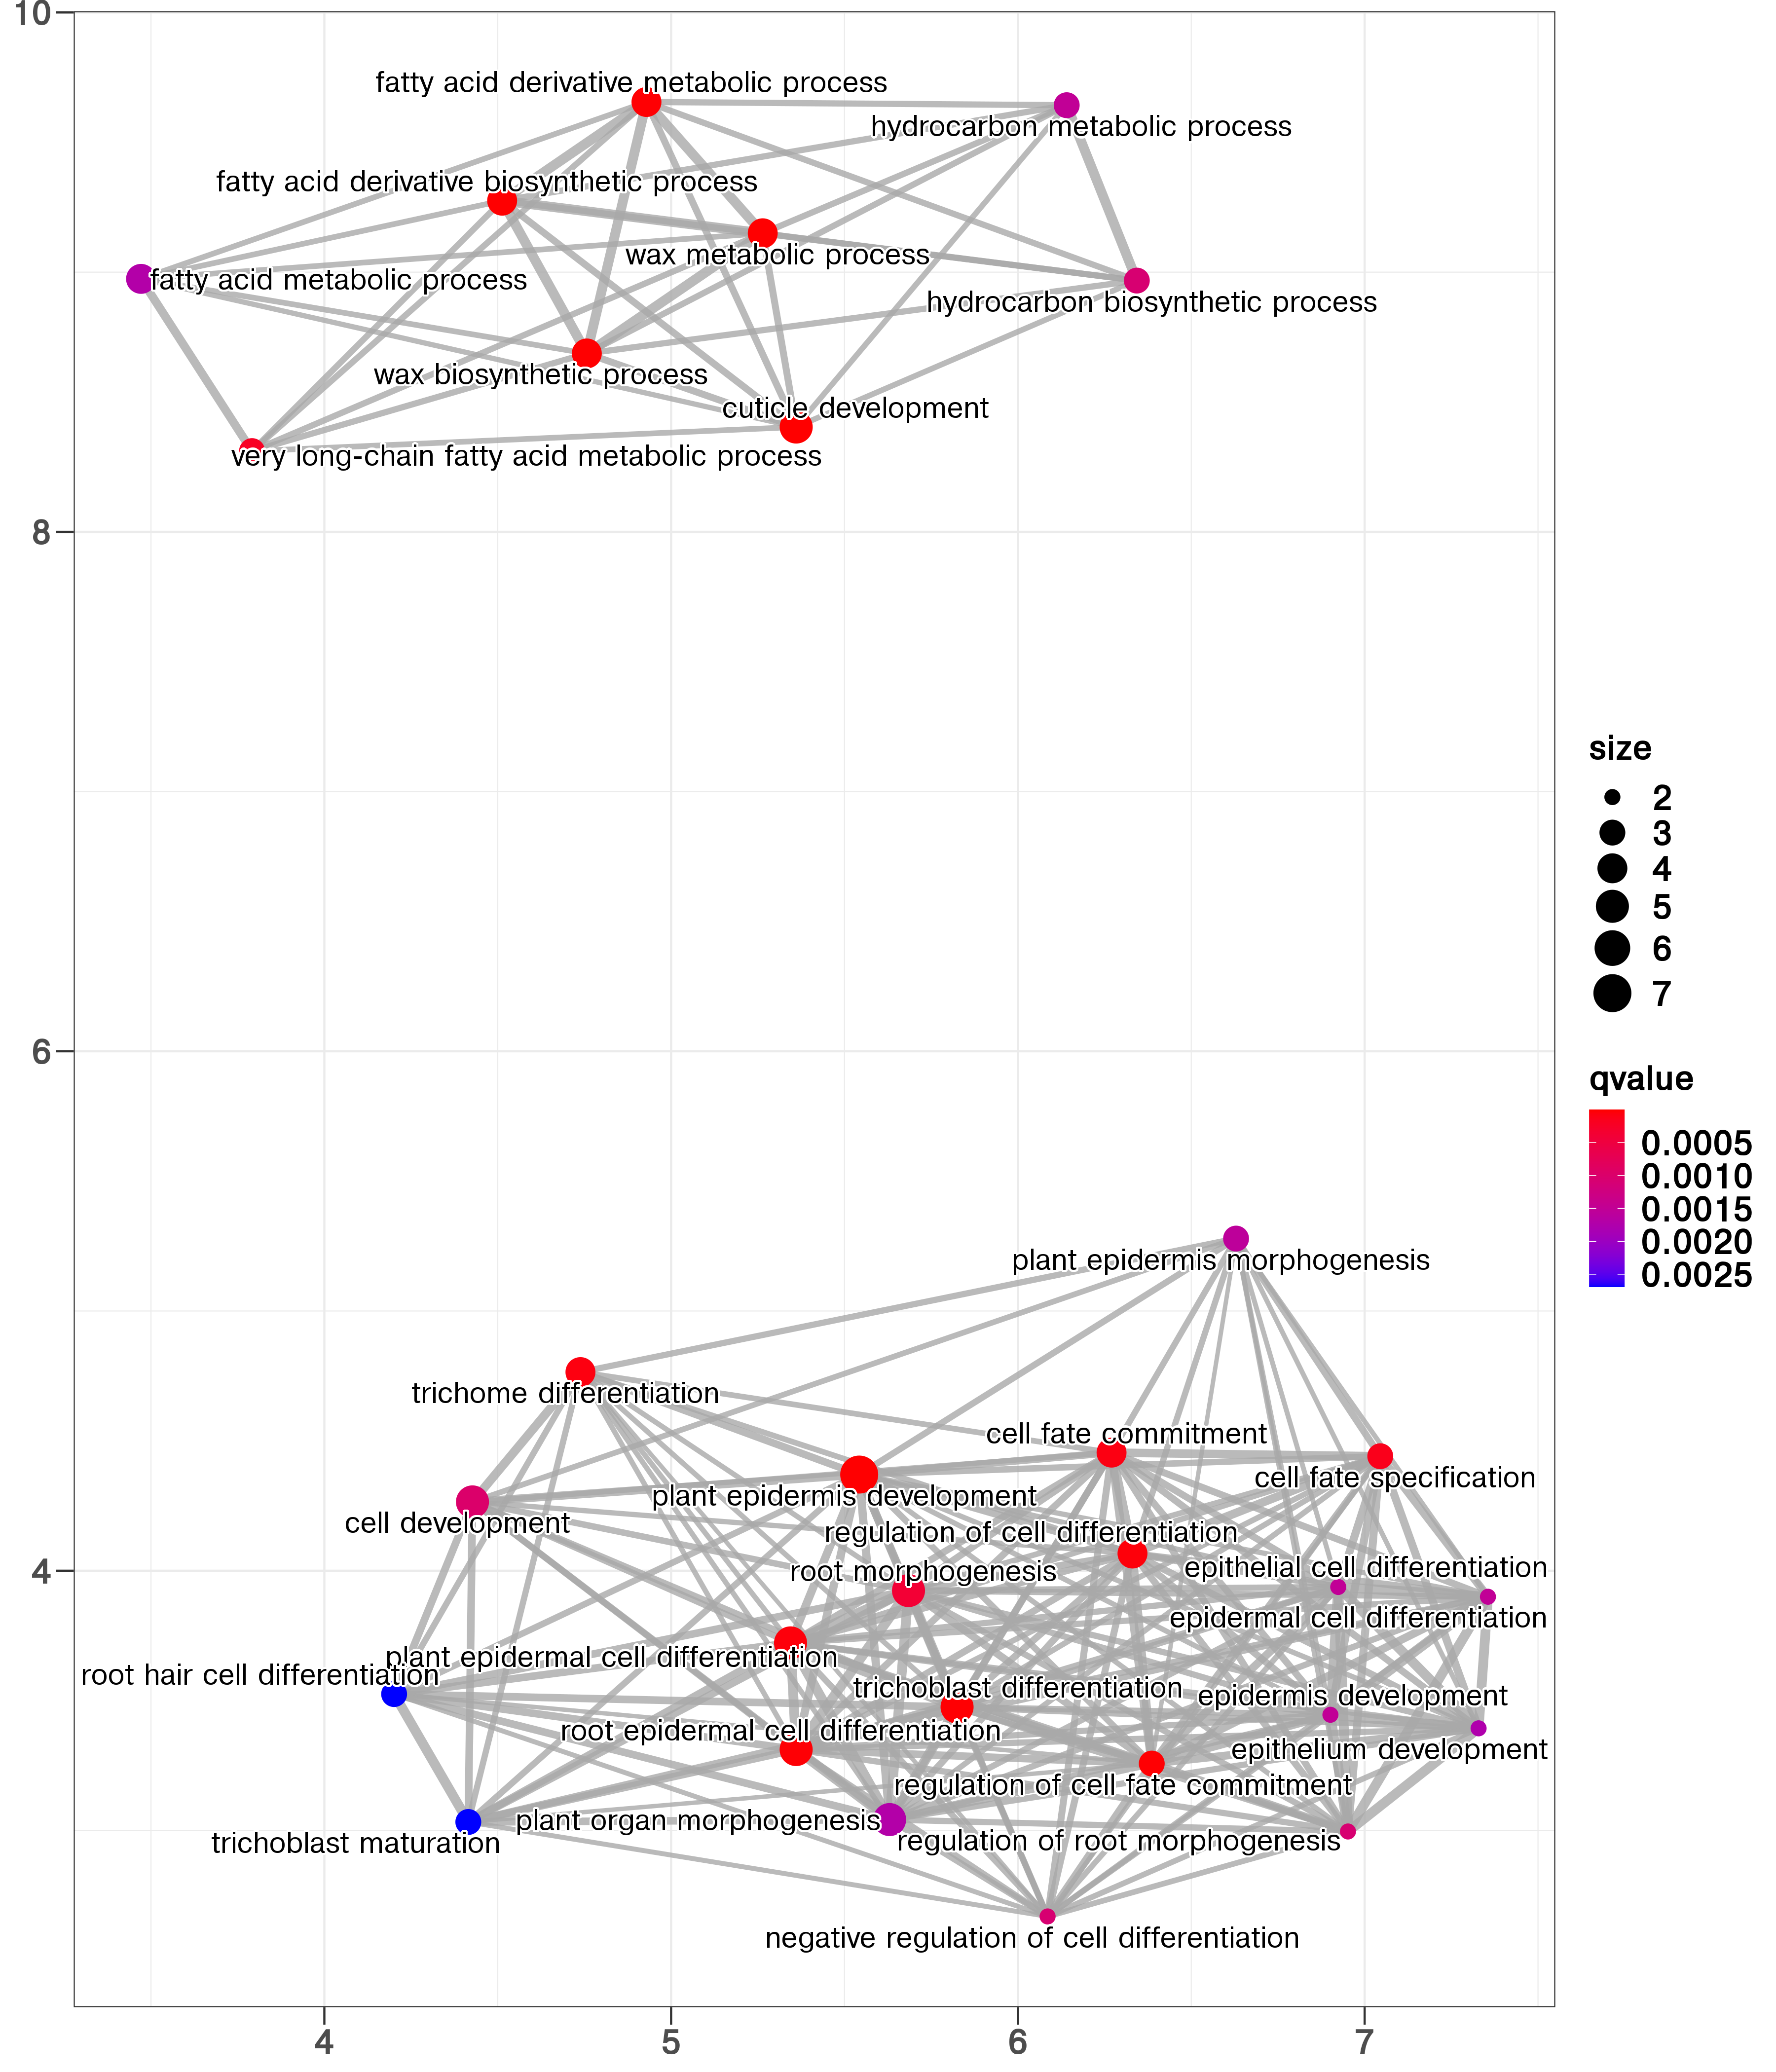 10
fatty acid derivative metabolic process
hydrocarbon metabolic process
fatty acid derivative biosynthetic process
wax metabolic process
fatty acid metabolic process
hydrocarbon biosynthetic process
wax biosynthetic process
cuticle development
very long-chain fatty acid metabolic process
8
size
2
3
4
5
6
7
6
qvalue
0.0005
0.0010
0.0015
0.0020
0.0025
plant epidermis morphogenesis
trichome differentiation
cell fate commitment
cell fate specification
plant epidermis development
cell development
regulation of cell differentiation
epithelial cell differentiation
root morphogenesis
4
epidermal cell differentiation
plant epidermal cell differentiation
root hair cell differentiation
trichoblast differentiation
epidermis development
root epidermal cell differentiation
epithelium development
regulation of cell fate commitment
plant organ morphogenesis
regulation of root morphogenesis
trichoblast maturation
negative regulation of cell differentiation
4
5
6
7